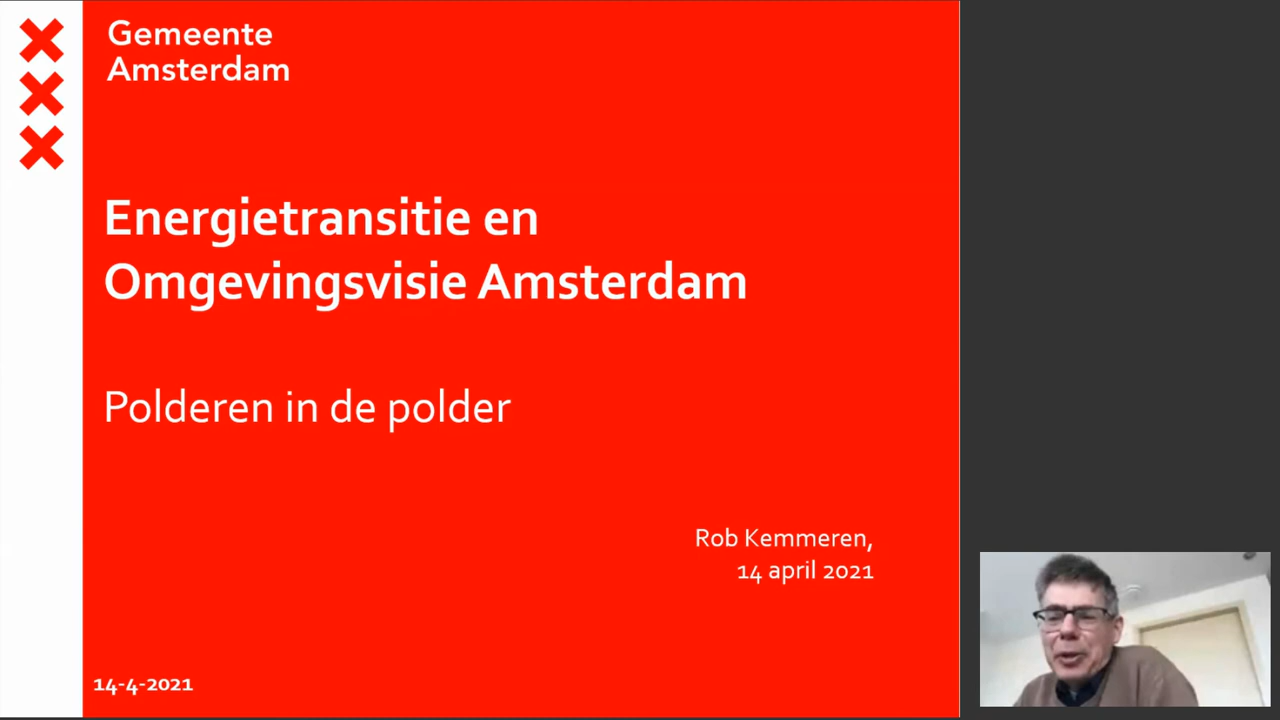 Gemeente
Amsterdam
Energietransitie en
Omgevingsvisie Amsterdam
Polderen in de polder
Rob Kemmeren,
14 april 2021
14-4-2021